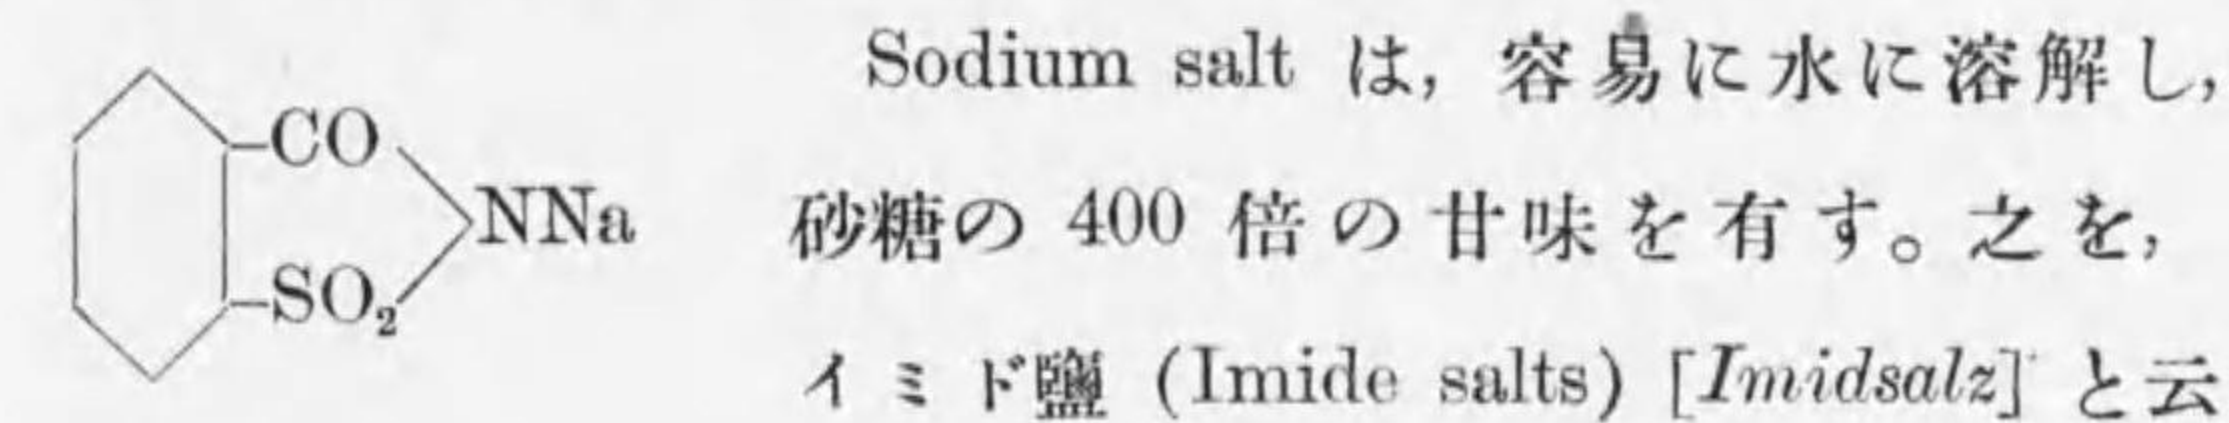 CO
NNa
SO₂
Sodium salt は, 容易に水に溶解し,
砂糖の 400 倍の甘味を有す。之を,
イミド鹽 (Imide salts) [Imidsalz] と云